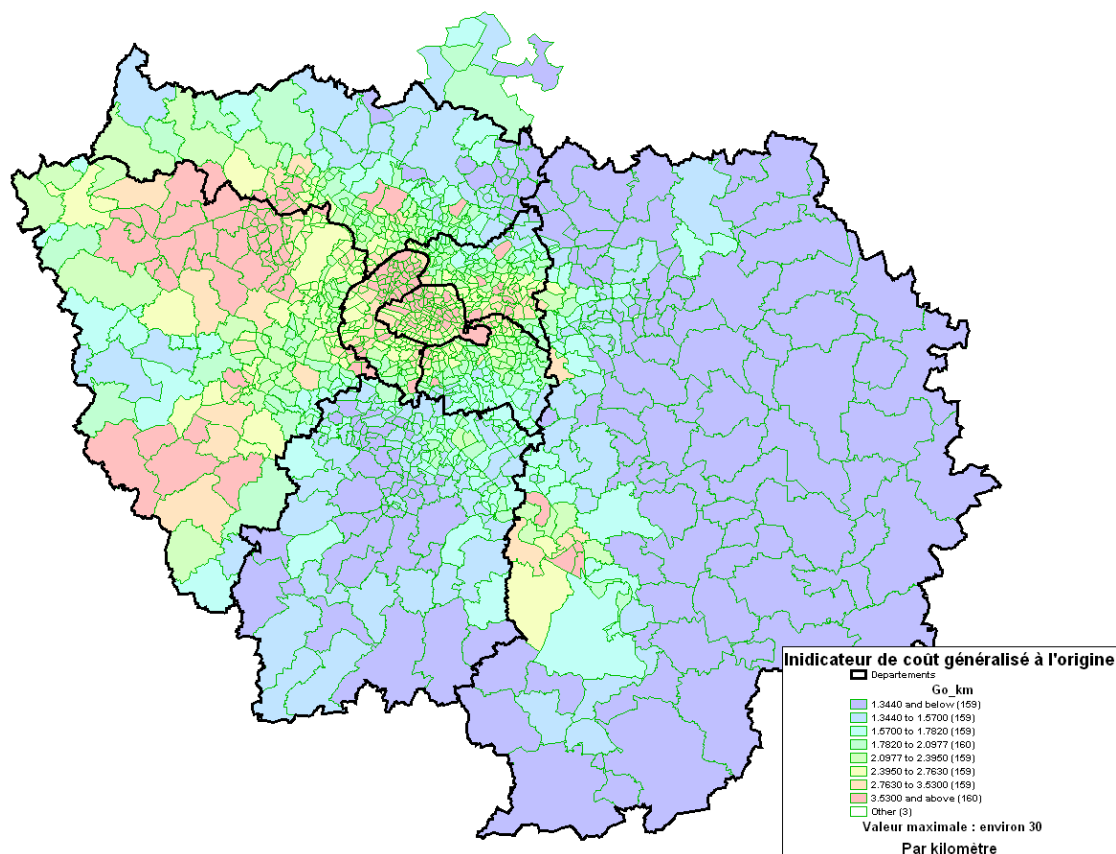 Inidicateur de coût généralisé à l'origine
Departements
Go_km
1.3440 and below (159)
1.3440 to 1.5700 (159)
1.5700 to 1.7820 (159)
1.7820 to 2.0977 (160)
2.0977 to 2.3950 (159)
2.3950 to 2.7630 (159)
2.7630 to 3.5300 (159)
3.5300 and above (160)
Other (3)
Valeur maximale : environ 30
Par kilomètre